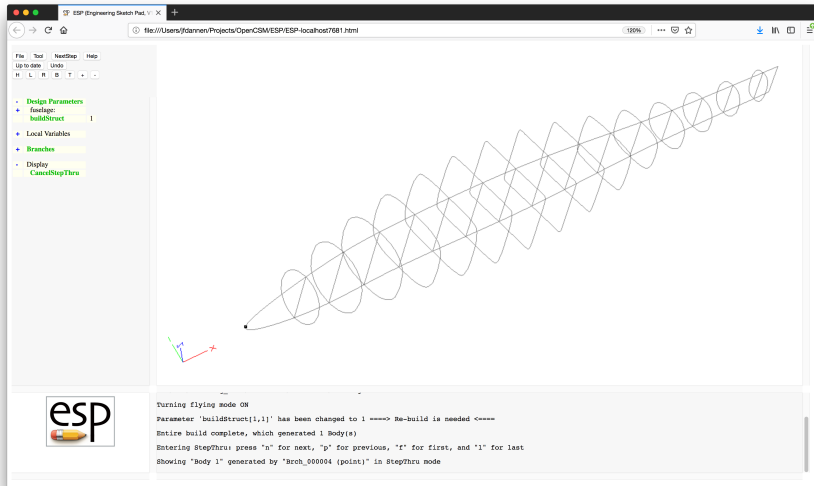 ESP (Engineering Sketch Pad, V
file:///Users/jfdannen/Projects/OpenCSM/ESP/ESP-localhost7681.html
120%
File Tool NextStep Help
Up to date Undo
H L R B T + -
- Design Parameters
+ fuselage:
buildStruct 1
+ Local Variables
+ Branches
- Display
CancelStepThru
X
esp
Turning flying mode ON
Parameter 'buildStruct[1,1]' has been changed to 1 ====> Re-build is needed <====
Entire build complete, which generated 1 Body(s)
Entering StepThru: press "n" for next, "p" for previous, "f" for first, and "l" for last
Showing "Body 1" generated by "Brch_000004 (point)" in StepThru mode